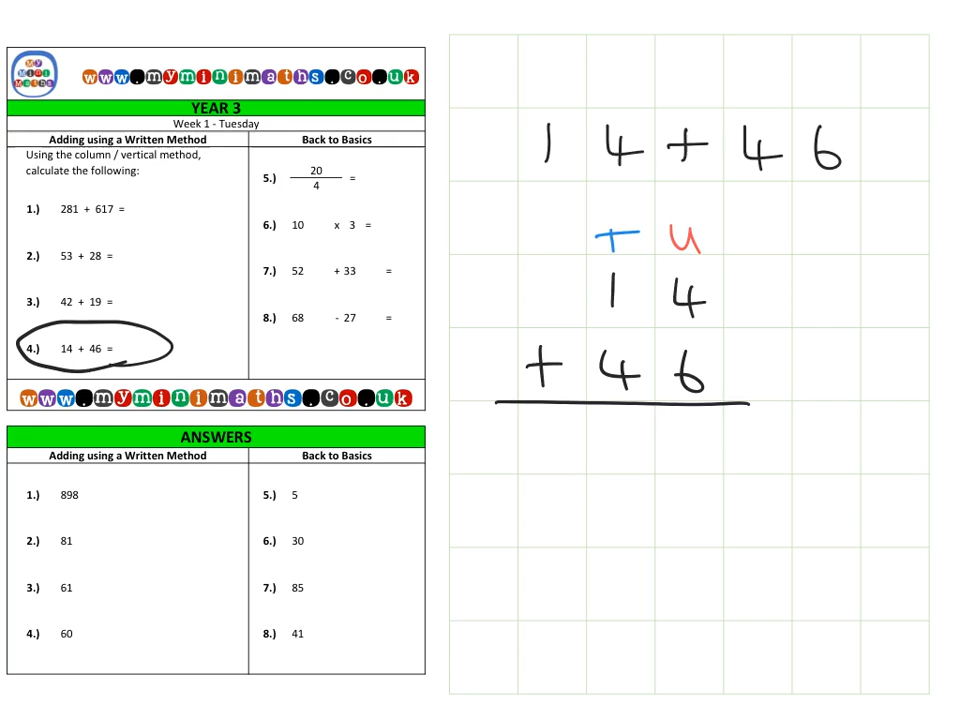 My
Mini
Maths
www.myminimaths.co.uk
YEAR 3
Week 1 - Tuesday
Adding using a Written Method
Back to Basics
Using the column / vertical method,
calculate the following:
1.) 281 + 617 =
2.) 53 + 28 =
3.) 42 + 19 =
4.) 14 + 46 =
5.) 20
4 =
6.) 10 x 3 =
7.) 52 + 33 =
8.) 68 - 27 =
www.myminimaths.co.uk
ANSWERS
Adding using a Written Method
Back to Basics
1.) 898
2.) 81
3.) 61
4.) 60
5.) 5
6.) 30
7.) 85
8.) 41
14+46
T U
1 4
+ 4 6